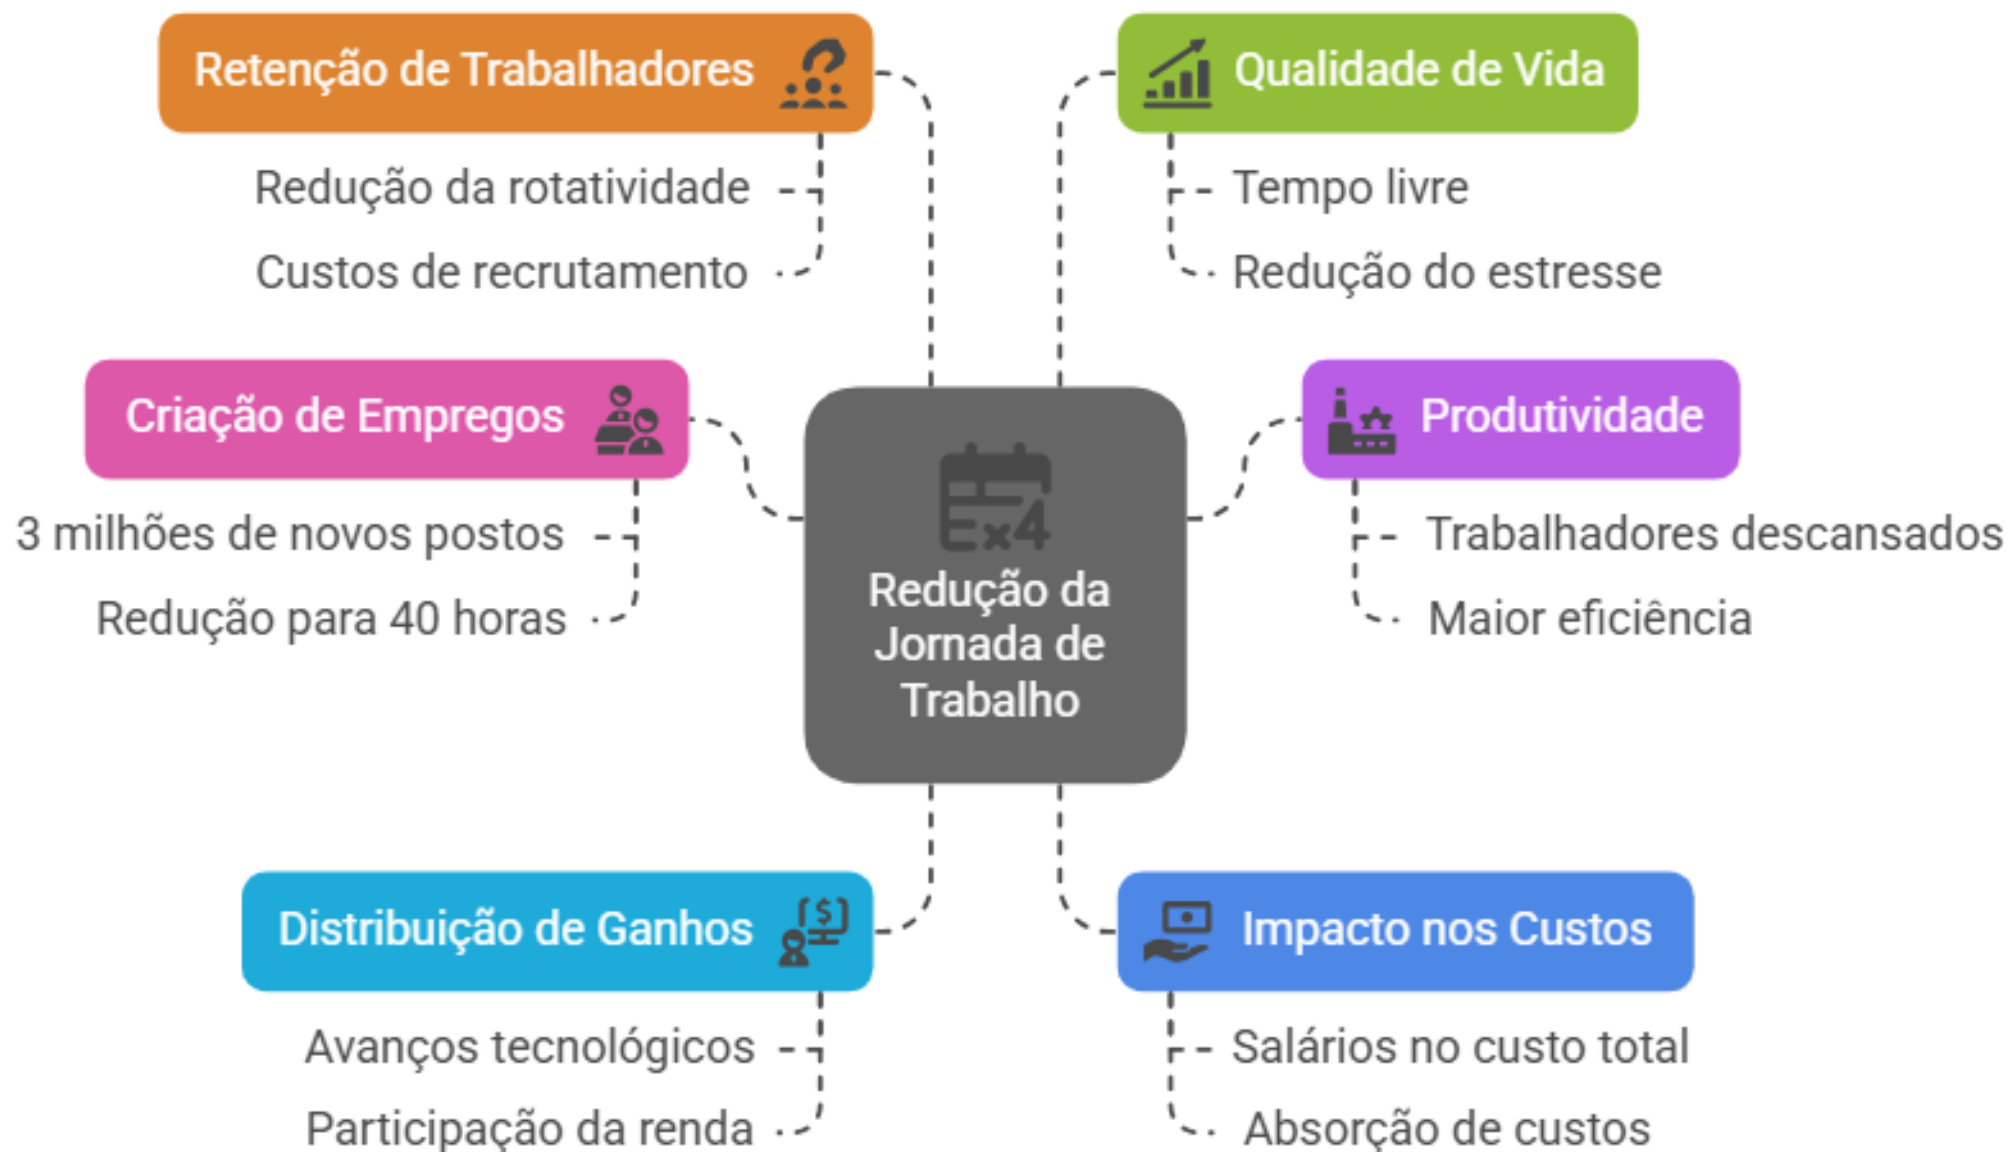 Retenção de Trabalhadores
Redução da rotatividade
Custos de recrutamento
Qualidade de Vida
Tempo livre
Redução do estresse
Criação de Empregos
3 milhões de novos postos
Redução para 40 horas
x4
Redução da
Jornada de
Trabalho
Produtividade
Trabalhadores descansados
Maior eficiência
Distribuição de Ganhos
$
Avanços tecnológicos
Participação da renda
Impacto nos Custos
Salários no custo total
Absorção de custos